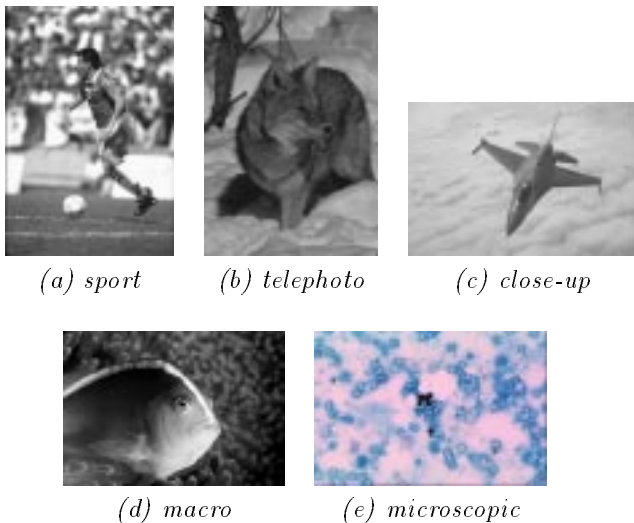 (a) sport
(b) telephoto
(c) close-up
(d) macro
(e) microscopic